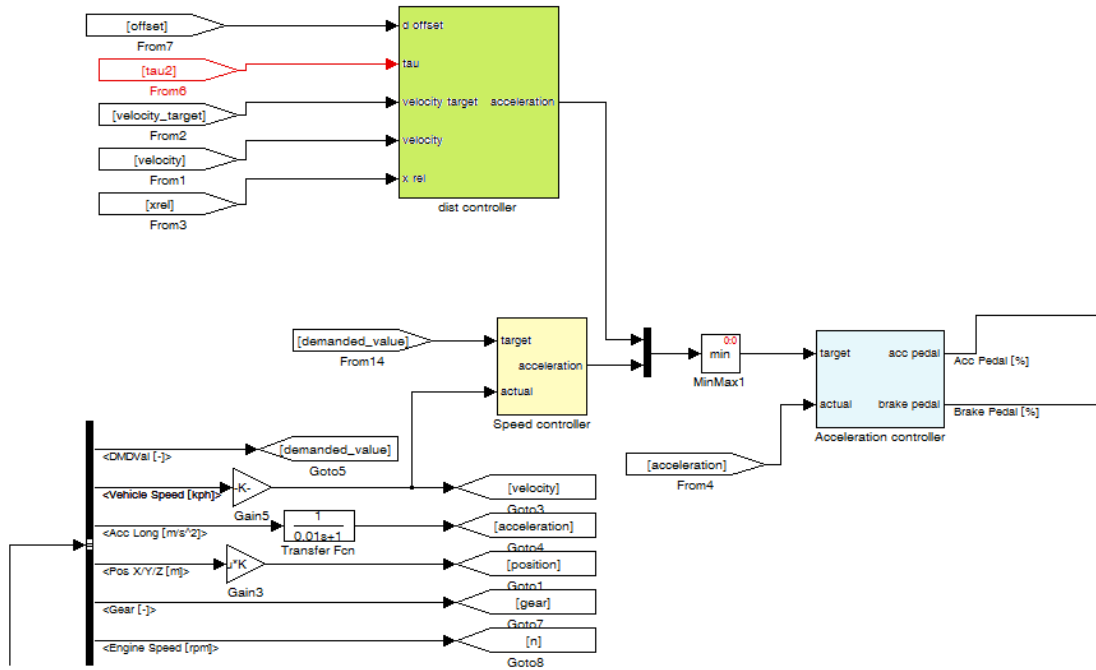 [offset]
From7
[tau2]
From6
[velocity_target]
From2
[velocity]
From1
[xrel]
From3
d offset
tau
velocity target
acceleration
velocity
x rel
dist controller
[demanded_value]
From14
target
acceleration
actual
Speed controller
0:0
min
MinMax1
target
acc pedal
actual
brake pedal
Acceleration controller
Acc Pedal [%]
Brake Pedal [%]
[acceleration]
From4
<DMDVal [-]>
[demanded_value]
Goto5
<Vehicle Speed [kph]>
-K-
Gain5
[velocity]
Goto3
<Acc Long [m/s^2]>
1
0.01s+1
Transfer Fcn
[acceleration]
Goto4
<Pos X/Y/Z [m]>
u*K
Gain3
[position]
Goto1
<Gear [-]>
[gear]
Goto7
<Engine Speed [rpm]>
[n]
Goto8